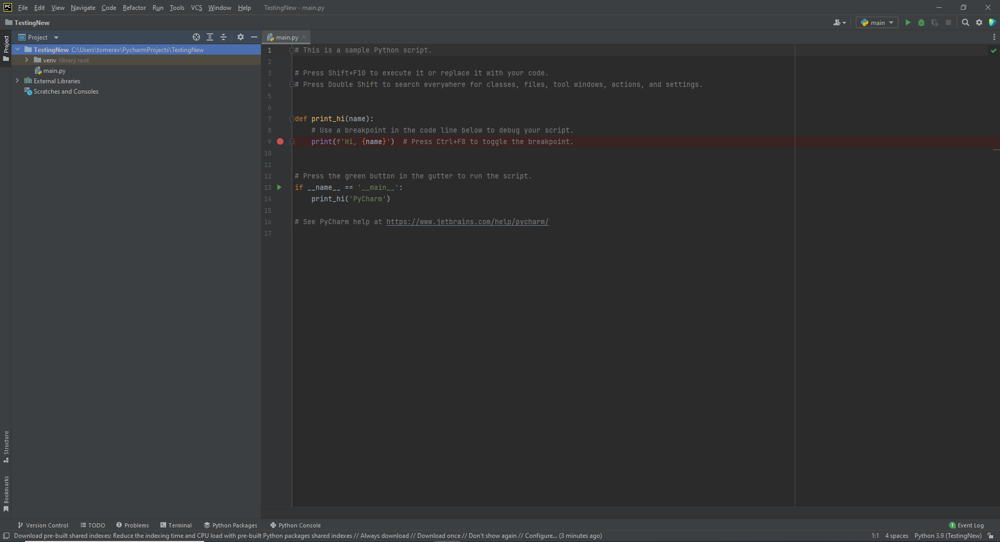 PC File Edit View Navigate Code Refactor Run Tools VCS Window Help TestingNew - main.py
TestingNew
main
Project
main.py
Project
TestingNew C:\Users\tomerav\PycharmProjects\TestingNew
venv library root
main.py
External Libraries
Scratches and Consoles
1 # This is a sample Python script.
2
3 # Press Shift+F10 to execute it or replace it with your code.
4 # Press Double Shift to search everywhere for classes, files, tool windows, actions, and settings.
5
6
7 def print_hi(name):
8 # Use a breakpoint in the code line below to debug your script.
9 print(f'Hi, {name}') # Press Ctrl+F8 to toggle the breakpoint.
10
11
12 # Press the green button in the gutter to run the script.
13 if __name__ == '__main__':
14 print_hi('PyCharm')
15
16 # See PyCharm help at https://www.jetbrains.com/help/pycharm/
17
Structure
Bookmarks
Version Control TODO Problems Terminal Python Packages Python Console 1 Event Log
Download pre-built shared indexes: Reduce the indexing time and CPU load with pre-built Python packages shared indexes // Always download // Download once // Don't show again // Configure... (3 minutes ago) 1:1 4 spaces Python 3.9 (TestingNew)